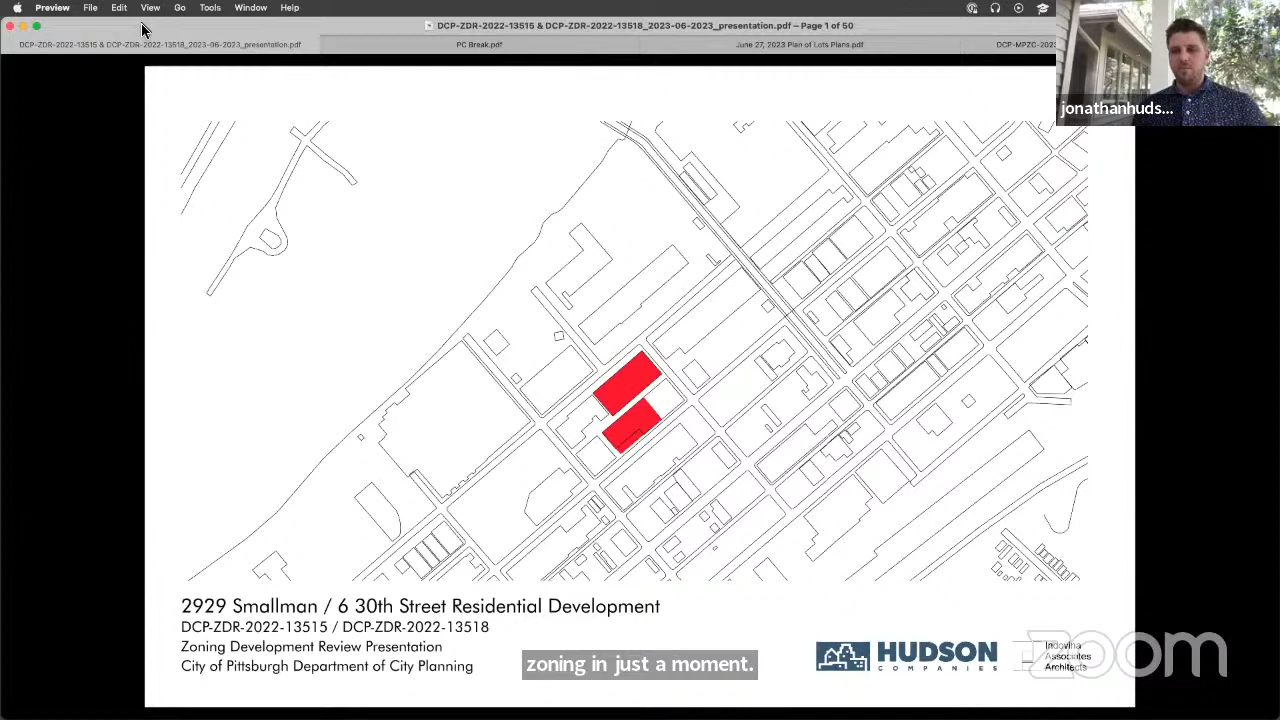 Preview File Edit View Go Tools Window Help
DCP-ZDR-2022-13515 & DCP-ZDR-2022-13518_2023-06-2023_presentation.pdf – Page 1 of 50
DCP-ZDR-2022-13515 & DCP-ZDR-2022-13518_2023-06-2023_presentation.pdf PC Break.pdf June 27, 2023 Plan of Lots Plans.pdf DCP-MPZC-2023
jonathanhuds...
2929 Smallman / 6 30th Street Residential Development
DCP-ZDR-2022-13515 / DCP-ZDR-2022-13518
Zoning Development Review Presentation
City of Pittsburgh Department of City Planning
zoning in just a moment.
HUDSON
COMPANIES
Indovina
Associates
Architects
zoom